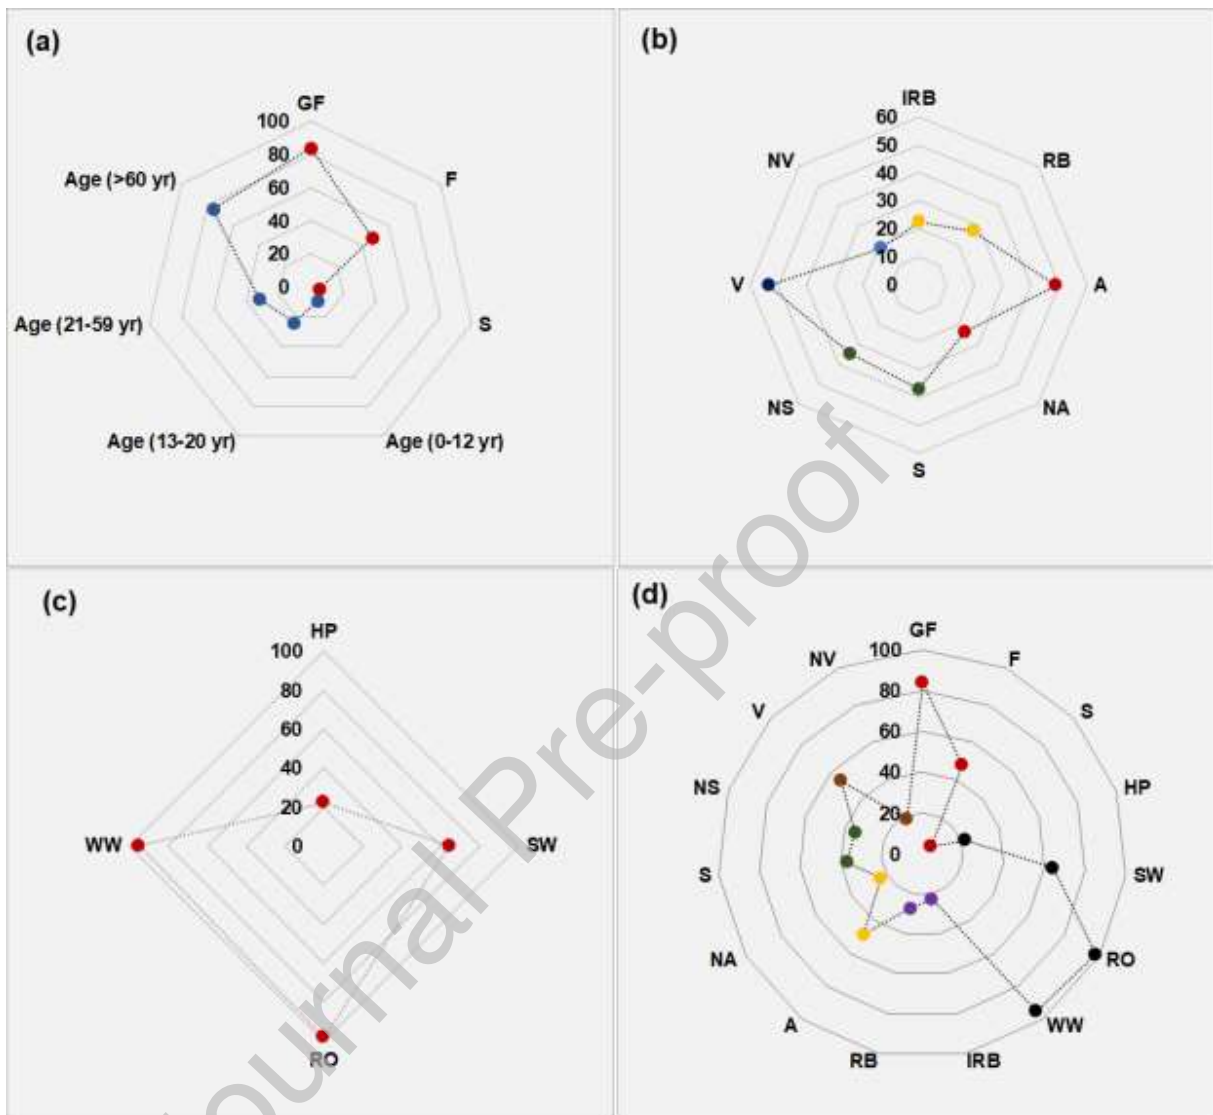 (a)
GF
100
80
60
40
20
0
F
S
Age (0-12 yr)
Age (13-20 yr)
Age (21-59 yr)
Age (>60 yr)
(b)
IRB
60
50
40
30
20
10
0
RB
A
NA
S
NS
V
NV
(c)
HP
100
80
60
40
20
0
SW
RO
WW
(d)
GF
100
80
60
40
20
0
F
S
HP
SW
RO
WW
IRB
RB
A
NA
S
NS
V
NV
Journal Pre-proof